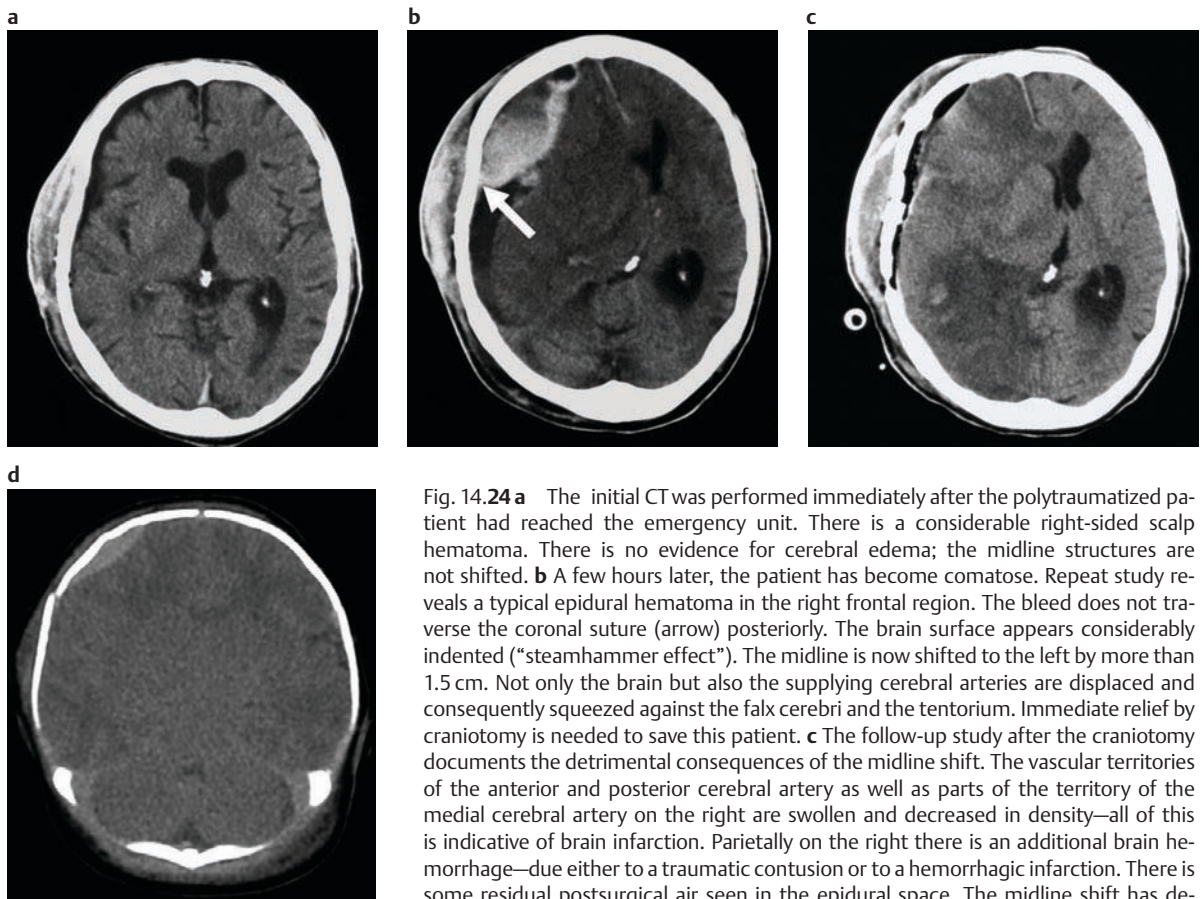 a
b
c
d
Fig. 14.24 a The initial CT was performed immediately after the polytraumatized pa-
tient had reached the emergency unit. There is a considerable right-sided scalp
hematoma. There is no evidence for cerebral edema; the midline structures are
not shifted. b A few hours later, the patient has become comatose. Repeat study re-
veals a typical epidural hematoma in the right frontal region. The bleed does not tra-
verse the coronal suture (arrow) posteriorly. The brain surface appears considerably
indented (“steamhammer effect”). The midline is now shifted to the left by more than
1.5 cm. Not only the brain but also the supplying cerebral arteries are displaced and
consequently squeezed against the falx cerebri and the tentorium. Immediate relief by
craniotomy is needed to save this patient. c The follow-up study after the craniotomy
documents the detrimental consequences of the midline shift. The vascular territories
of the anterior and posterior cerebral artery as well as parts of the territory of the
medial cerebral artery on the right are swollen and decreased in density—all of this
is indicative of brain infarction. Parietally on the right there is an additional brain he-
morrhage—due either to a traumatic contusion or to a hemorrhagic infarction. There is
some residual postsurgical air seen in the epidural space. The midline shift has de-